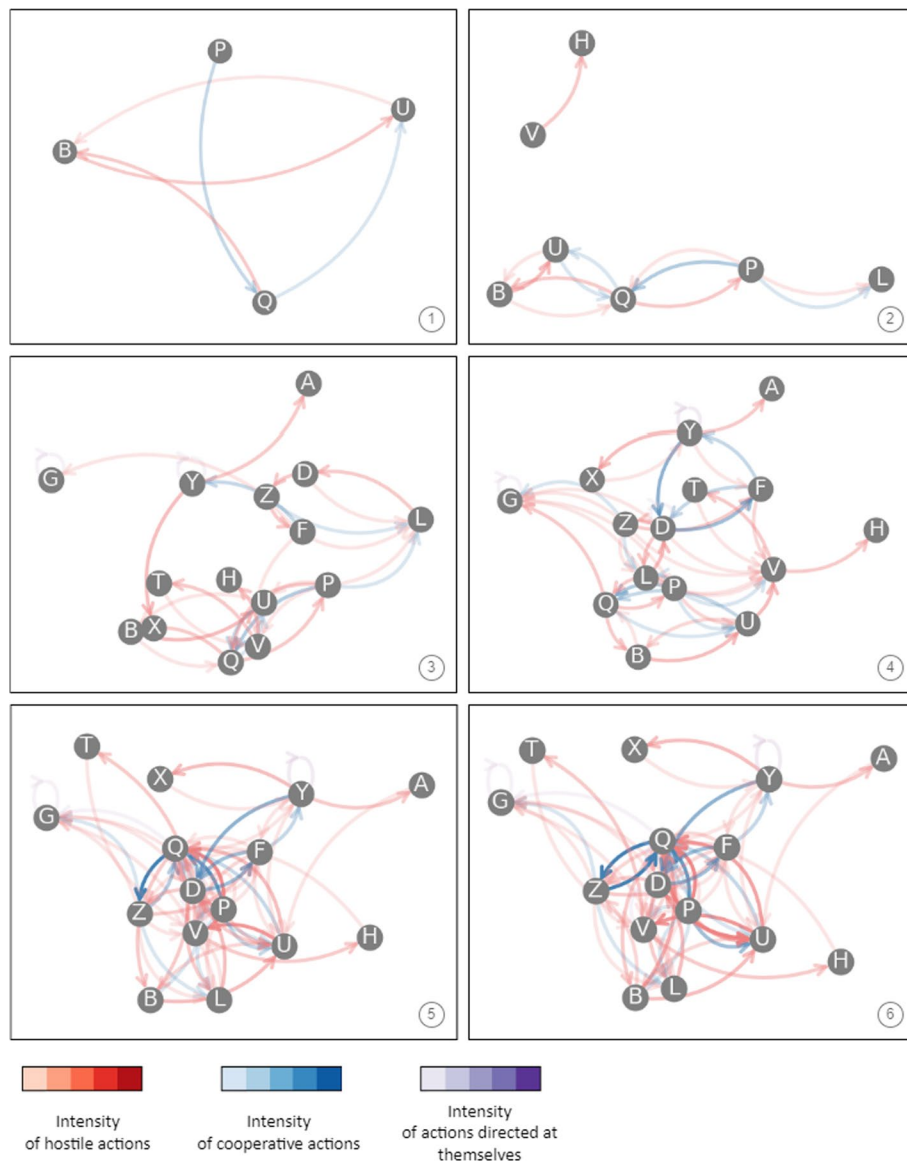 P
U
B
Q
1
H
V
U
P
L
B
Q
2
A
G
Y
D
Z
L
F
T
H
P
U
B
X
V
Q
3
A
Y
X
T
F
G
Z
D
H
L
V
P
Q
U
B
4
T
X
Y
A
G
Q
F
D
Z
P
V
H
U
B
L
5
T
X
A
Y
G
Q
F
D
Z
P
V
U
H
L
B
6
Intensity
of hostile actions
Intensity
of cooperative actions
Intensity
of actions directed at
themselves